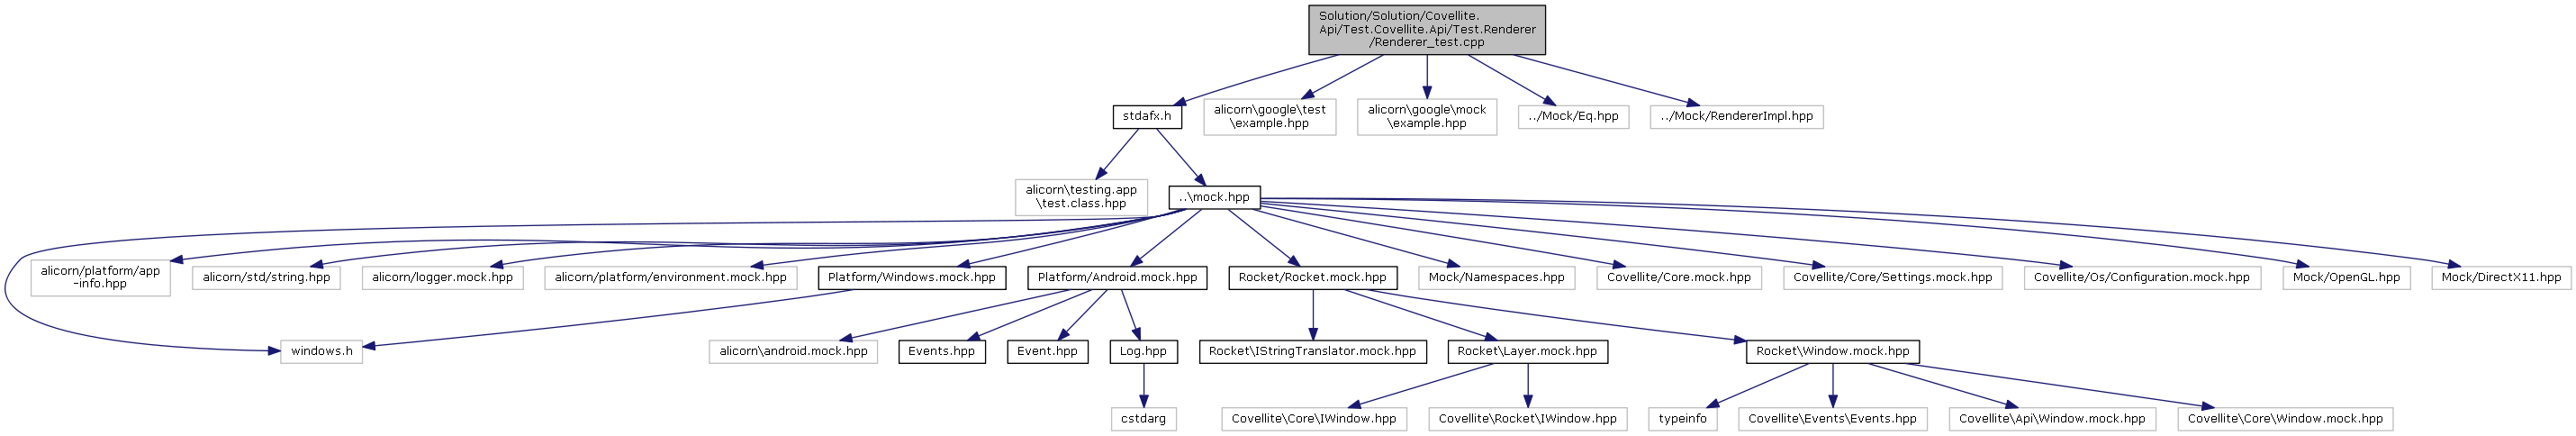 Solution/Solution/Covellite.
Api/Test.Covellite.Api/Test.Renderer
/Renderer_test.cpp
stdafx.h
alicorn\google\test
\example.hpp
alicorn\google\mock
\example.hpp
../Mock/Eq.hpp
../Mock/RendererImpl.hpp
alicorn\testing.app
\test.class.hpp
..\mock.hpp
alicorn/platform/app
-info.hpp
alicorn/std/string.hpp
alicorn/logger.mock.hpp
alicorn/platform/environment.mock.hpp
Platform/Windows.mock.hpp
Platform/Android.mock.hpp
Rocket/Rocket.mock.hpp
Mock/Namespaces.hpp
Covellite/Core.mock.hpp
Covellite/Core/Settings.mock.hpp
Covellite/Os/Configuration.mock.hpp
Mock/OpenGL.hpp
Mock/DirectX11.hpp
windows.h
alicorn\android.mock.hpp
Events.hpp
Event.hpp
Log.hpp
Rocket\IStringTranslator.mock.hpp
Rocket\Layer.mock.hpp
Rocket\Window.mock.hpp
cstdarg
Covellite\Core\IWindow.hpp
Covellite\Rocket\IWindow.hpp
typeinfo
Covellite\Events\Events.hpp
Covellite\Api\Window.mock.hpp
Covellite\Core\Window.mock.hpp